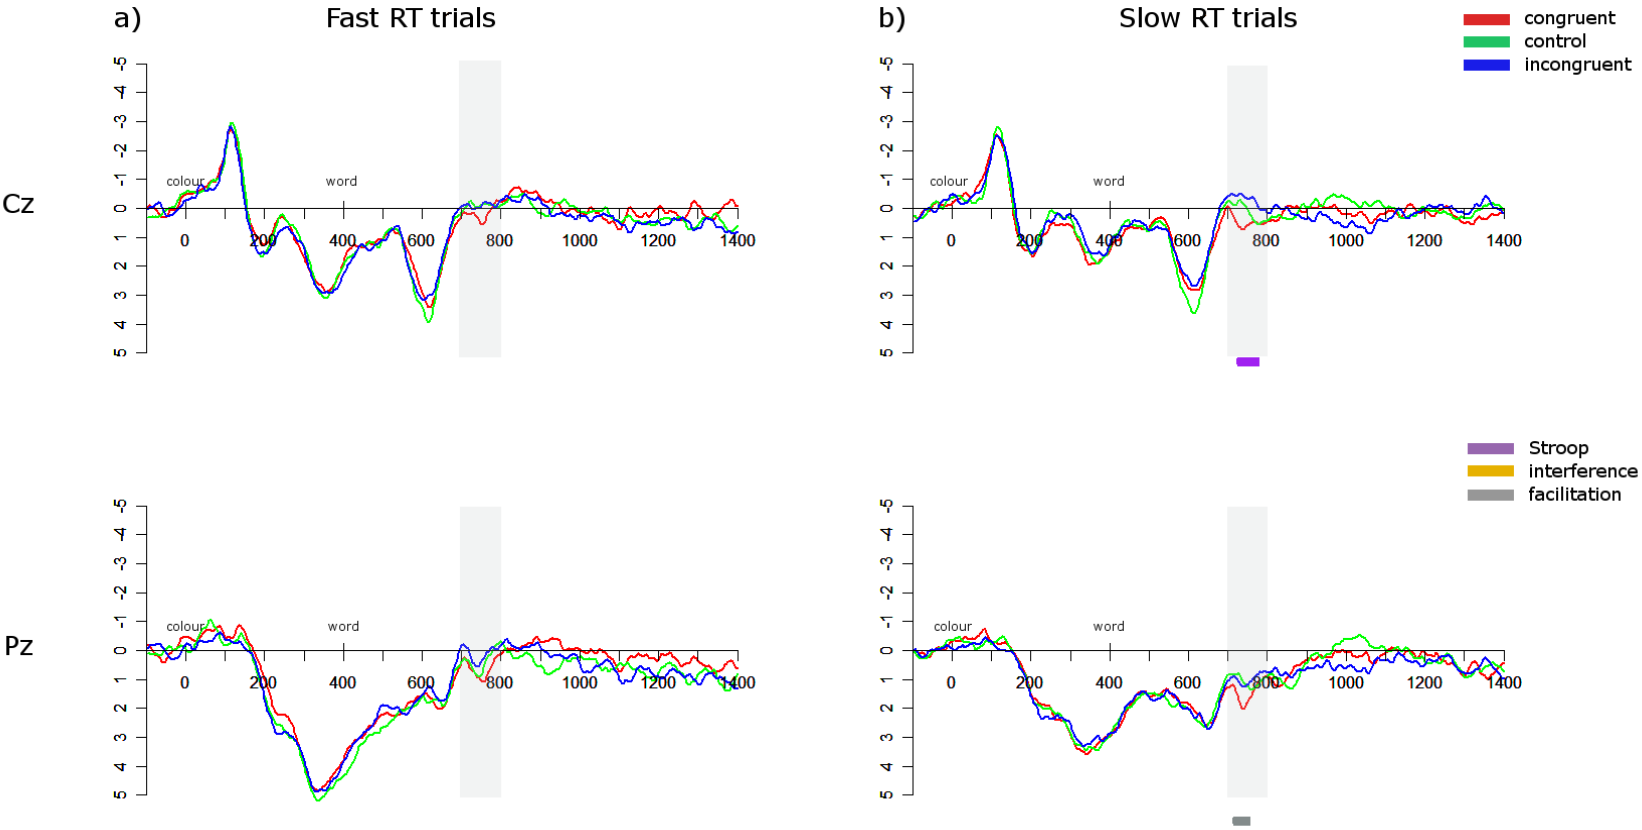 a) Fast RT trials b) Slow RT trials
congruent
control
incongruent
Cz
-5 -4 -3 -2 -1 0 1 2 3 4 5
colour word
0 200 400 600 800 1000 1200 1400
-5 -4 -3 -2 -1 0 1 2 3 4 5
colour word
0 200 400 600 800 1000 1200 1400
Stroop
interference
facilitation
Pz
-5 -4 -3 -2 -1 0 1 2 3 4 5
colour word
0 200 400 600 800 1000 1200 1400
-5 -4 -3 -2 -1 0 1 2 3 4 5
colour word
0 200 400 600 800 1000 1200 1400